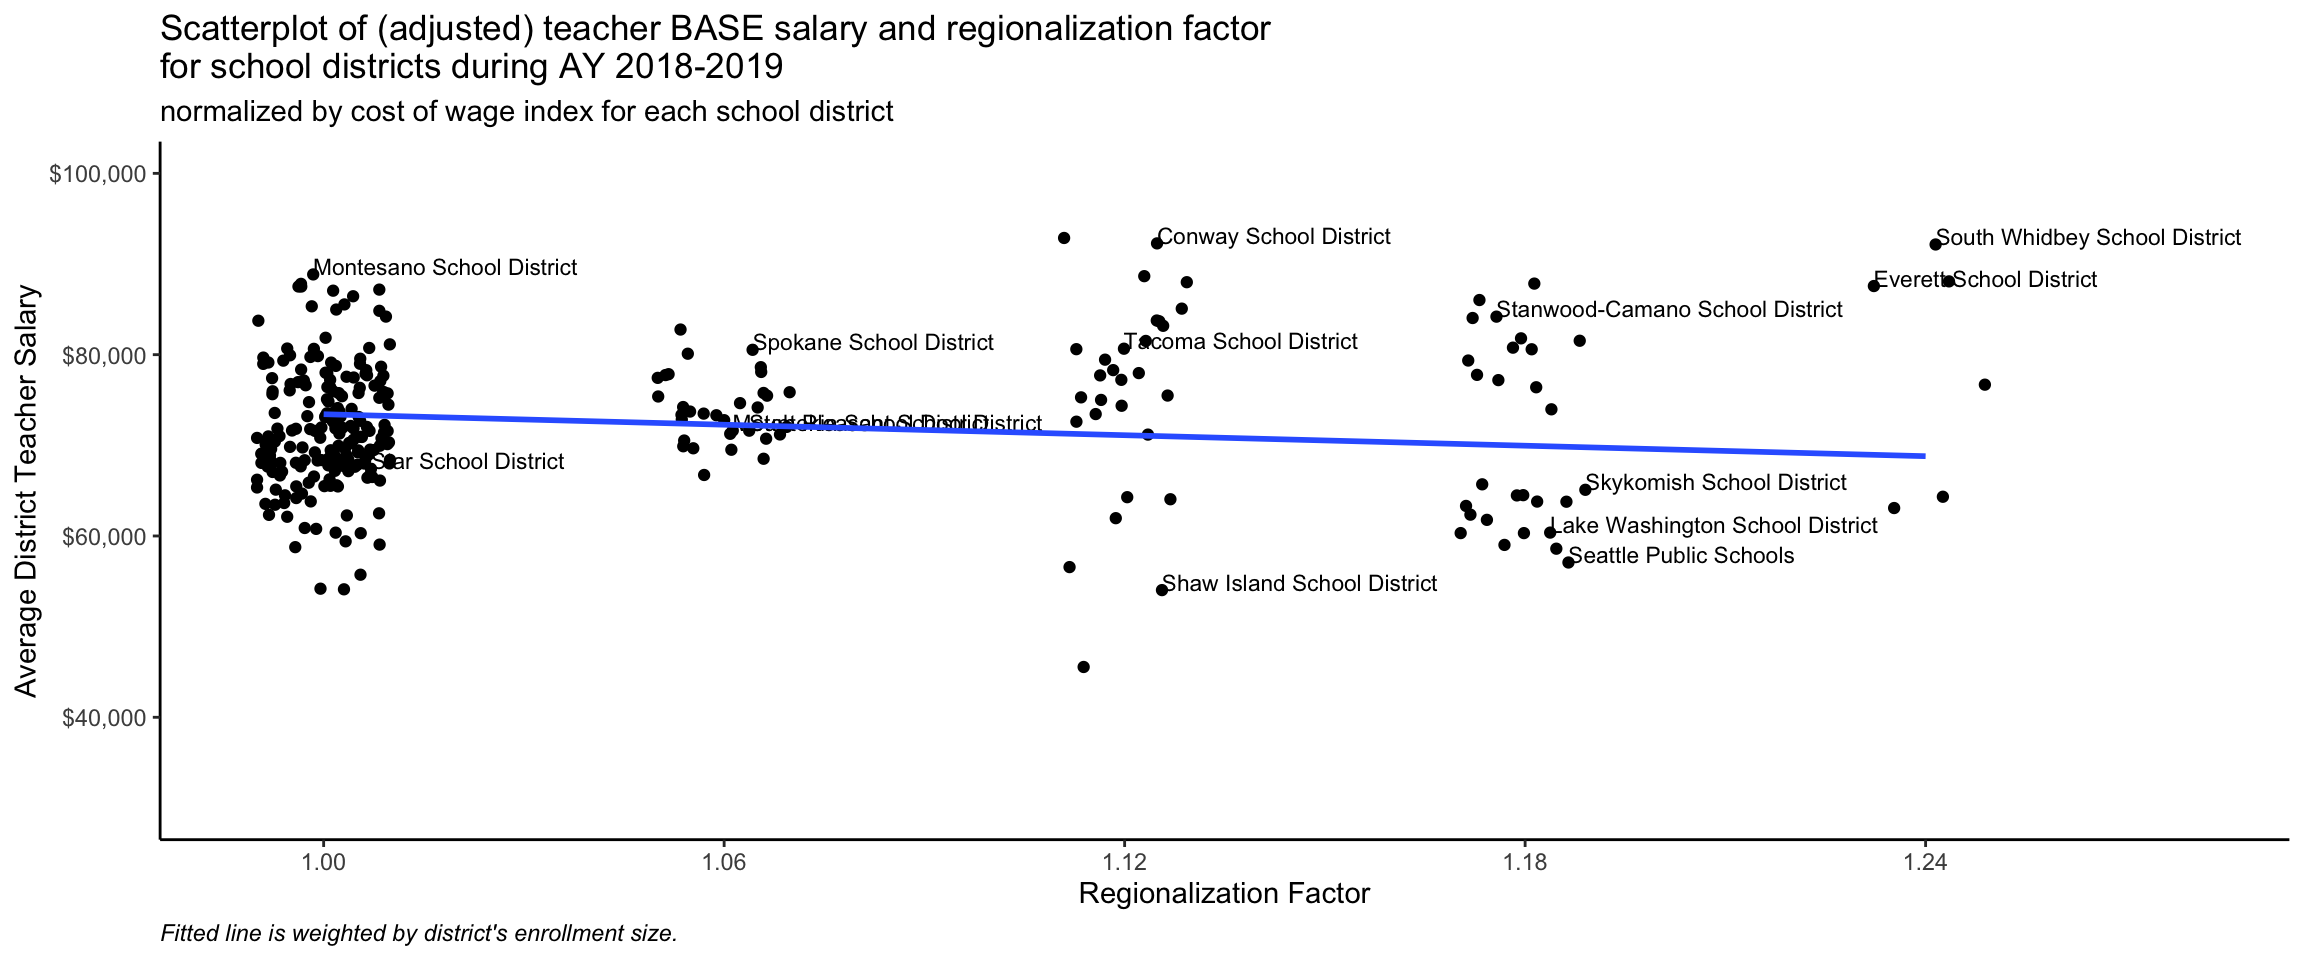 Scatterplot of (adjusted) teacher BASE salary and regionalization factor
for school districts during AY 2018-2019
normalized by cost of wage index for each school district
$100,000
$80,000
$60,000
$40,000
Average District Teacher Salary
Conway School District
South Whidbey School District
Montesano School District
Everett School District
Stanwood-Camano School District
Spokane School District
Tacoma School District
School District
Star School District
Skykomish School District
Lake Washington School District
Seattle Public Schools
Shaw Island School District
1.00
1.06
1.12
1.18
1.24
Regionalization Factor
Fitted line is weighted by district's enrollment size.